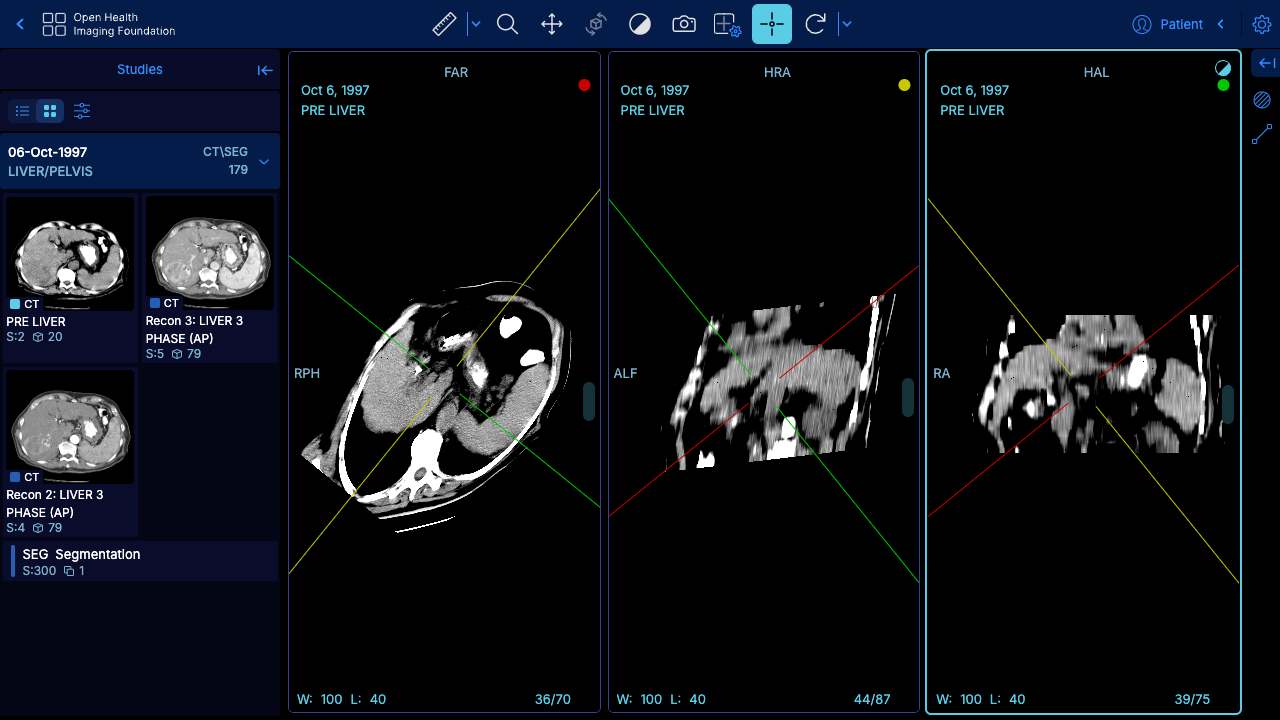 Open Health
Imaging Foundation
Patient
Studies
06-Oct-1997
CT\SEG
LIVER/PELVIS
179
CT
PRE LIVER
S:2 20
CT
Recon 3: LIVER 3
PHASE (AP)
S:5 79
CT
Recon 2: LIVER 3
PHASE (AP)
S:4 79
SEG Segmentation
S:300 1
FAR
Oct 6, 1997
PRE LIVER
RPH
W: 100 L: 40
36/70
HRA
Oct 6, 1997
PRE LIVER
ALF
W: 100 L: 40
44/87
HAL
Oct 6, 1997
PRE LIVER
RA
W: 100 L: 40
39/75